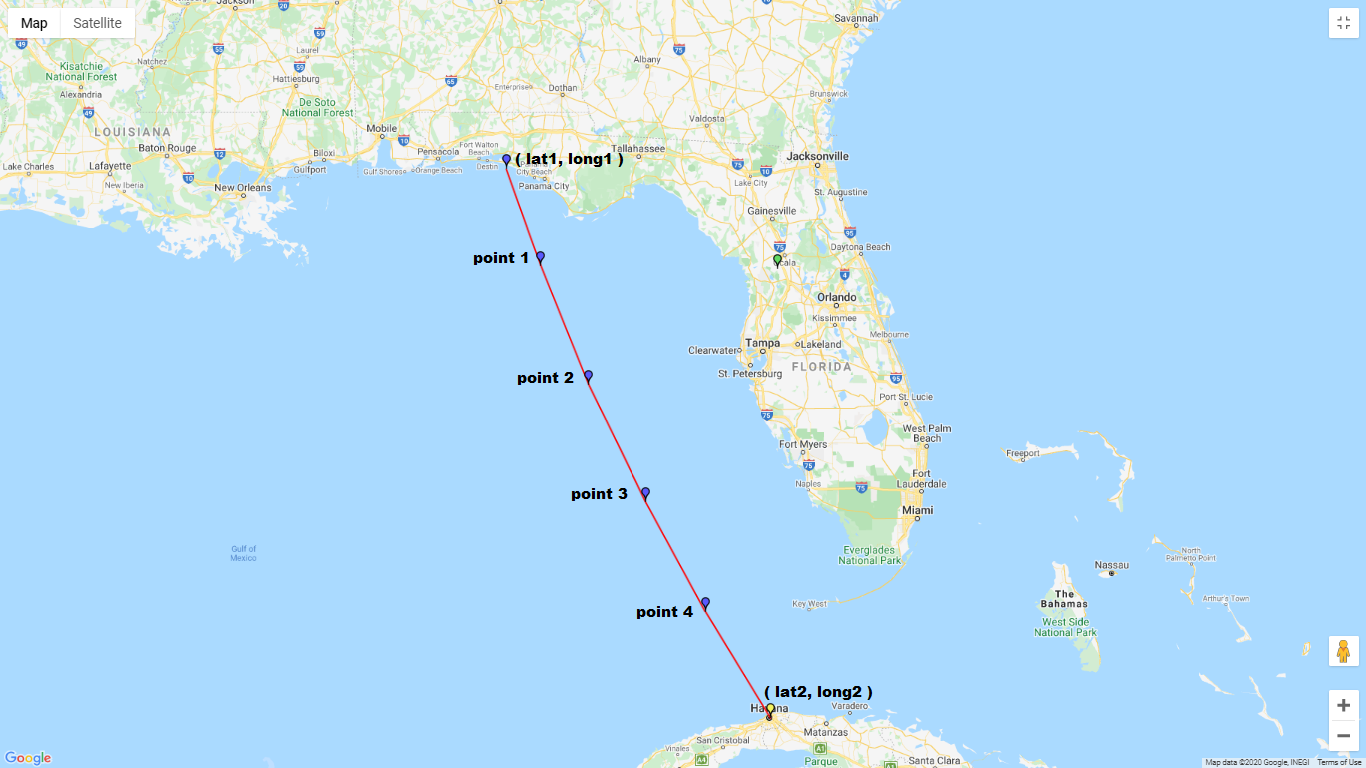 Map
Satellite
Jackson
Savannah
Natchez
Laurel
Albany
Kisatchie
National Forest
Hattiesburg
Enterprise
Dothan
Alexandria
De Soto
National Forest
Brunswick
Valdosta
LOUISIANA
Mobile
Baton Rouge
Biloxi
Pensacola
Fort Walton
Beach
Tallahassee
Jacksonville
Lake Charles
Lafayette
Gulfport
Gulf Shores
Orange Beach
Destin
( lat1, long1 )
Panama
City Beach
Panama City
Lake City
New Iberia
New Orleans
St. Augustine
Gainesville
Daytona Beach
point 1
Orlando
Kissimmee
Melbourne
Clearwater
Tampa
Lakeland
St. Petersburg
FLORIDA
point 2
Port St. Lucie
West Palm
Beach
Fort Myers
Freeport
Fort
Lauderdale
Naples
point 3
Miami
Gulf of
Mexico
Everglades
National Park
North
Palmetto Point
Nassau
The
Bahamas
Arthur's Town
Key West
point 4
West Side
National Park
( lat2, long2 )
Varadero
Matanzas
San Cristobal
Vinales
Parque
Santa Clara
Google
Map data ©2020 Google, INEGI
Terms of Use